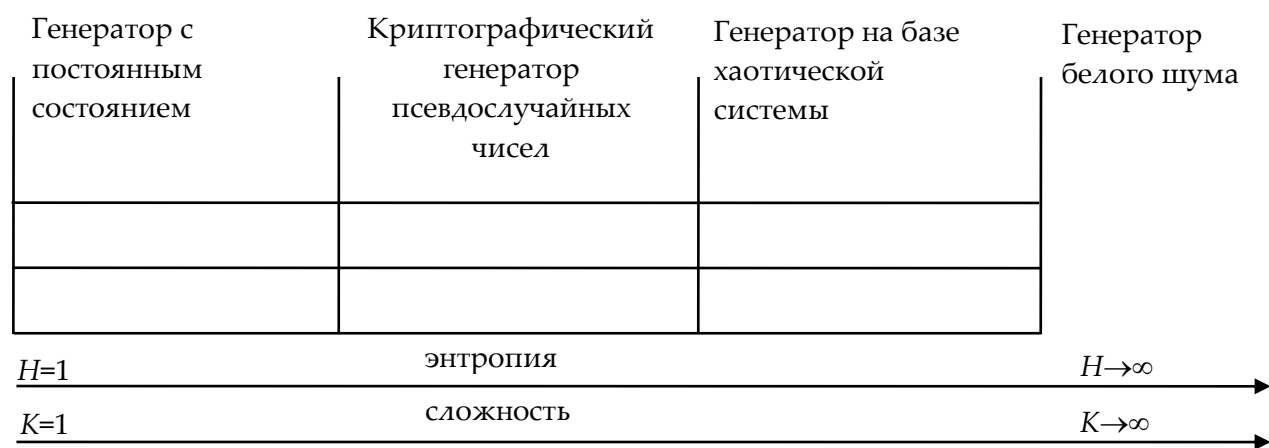 Генератор с
постоянным
состоянием
Криптографический
генератор
псевдослучайных
чисел
Генератор на базе
хаотической
системы
Генератор
белого шума
H=1
энтропия
H→∞
K=1
сложность
K→∞